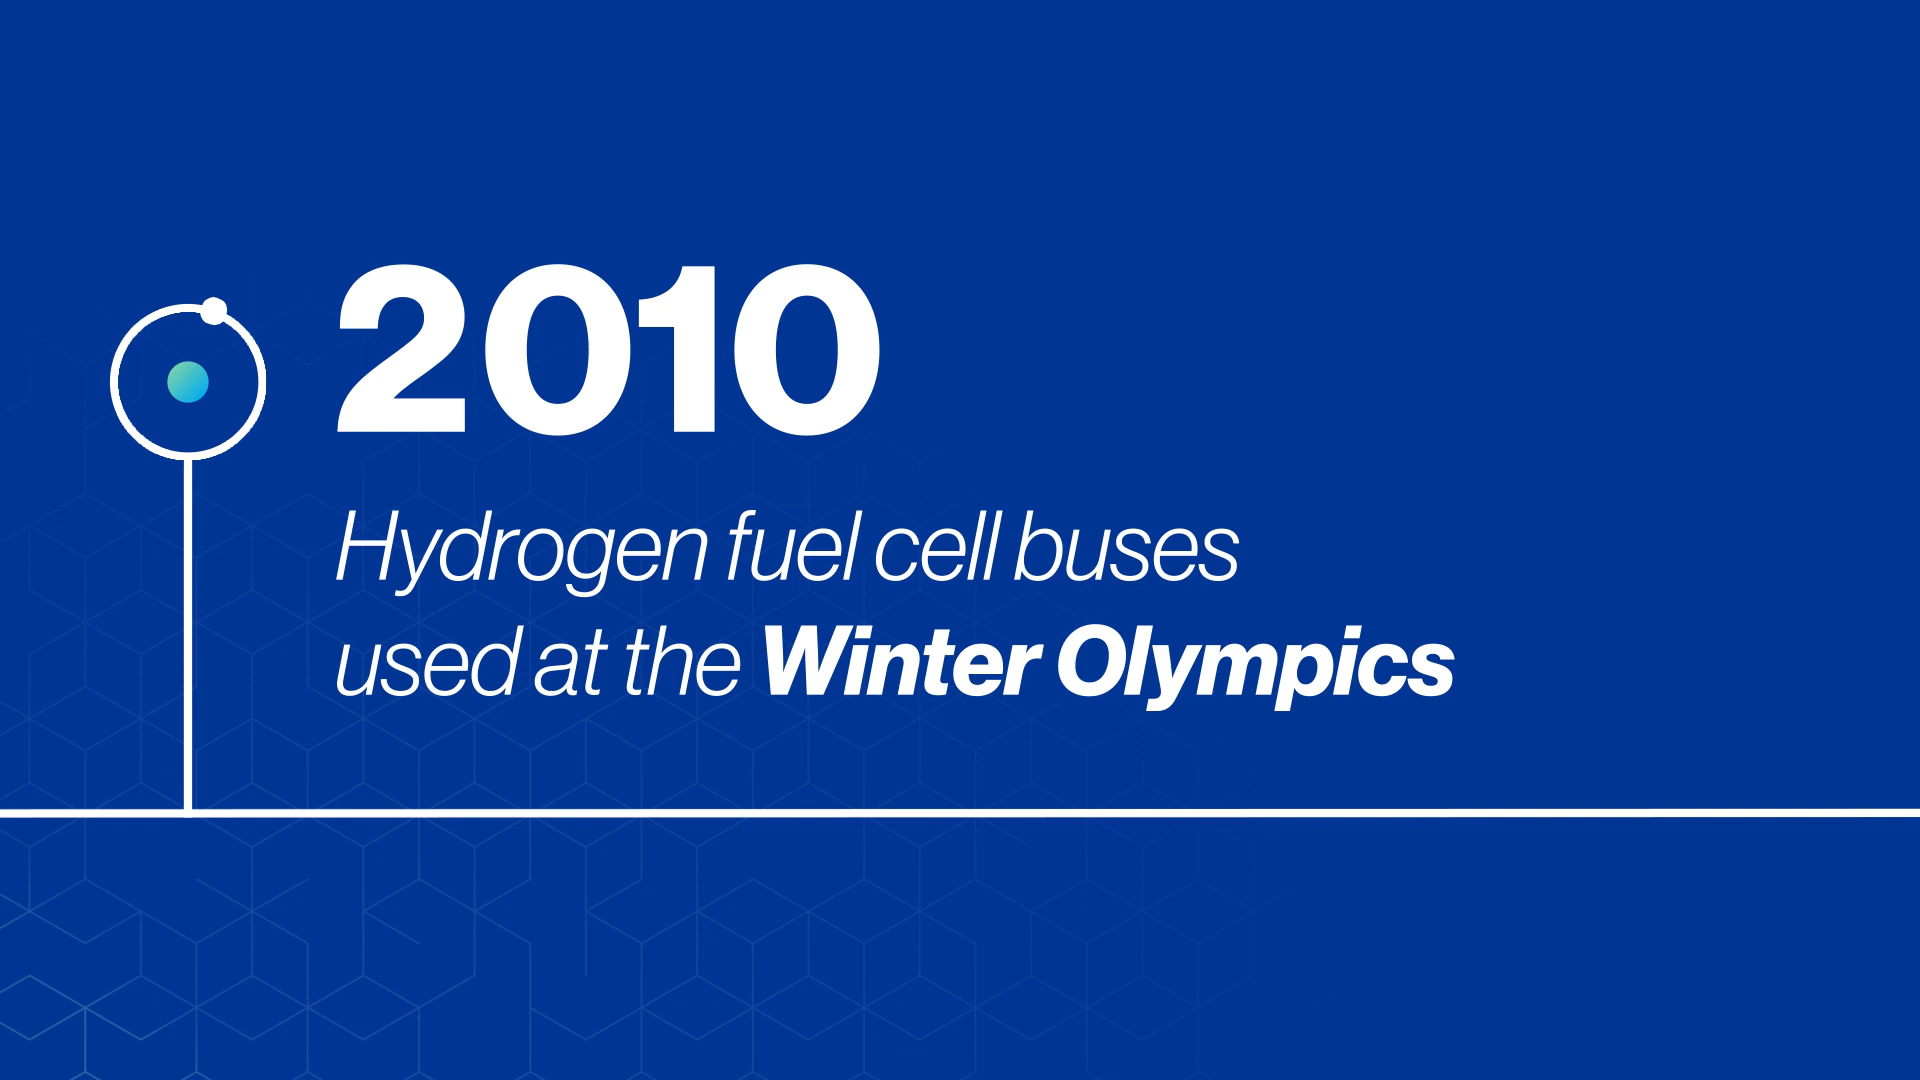 2010
Hydrogen fuel cell buses
used at the Winter Olympics